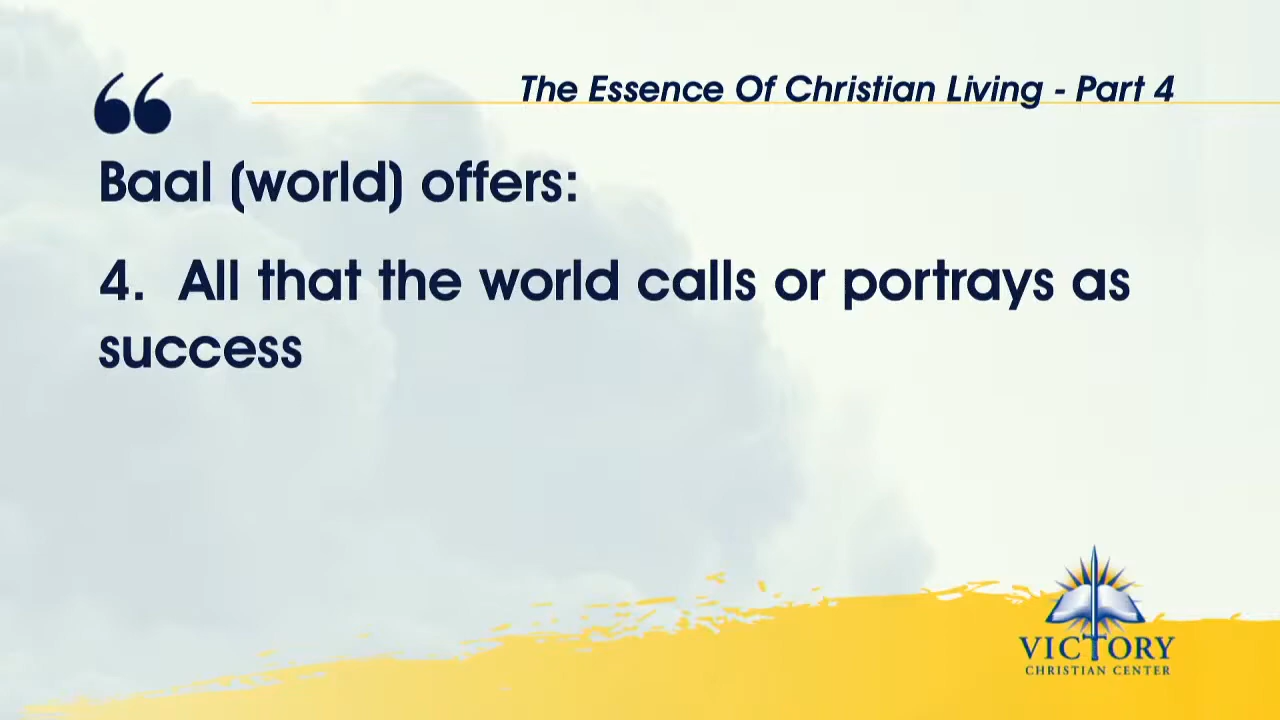 The Essence Of Christian Living - Part 4
“
Baal (world) offers:
4. All that the world calls or portrays as
success
VICTORY
CHRISTIAN CENTER